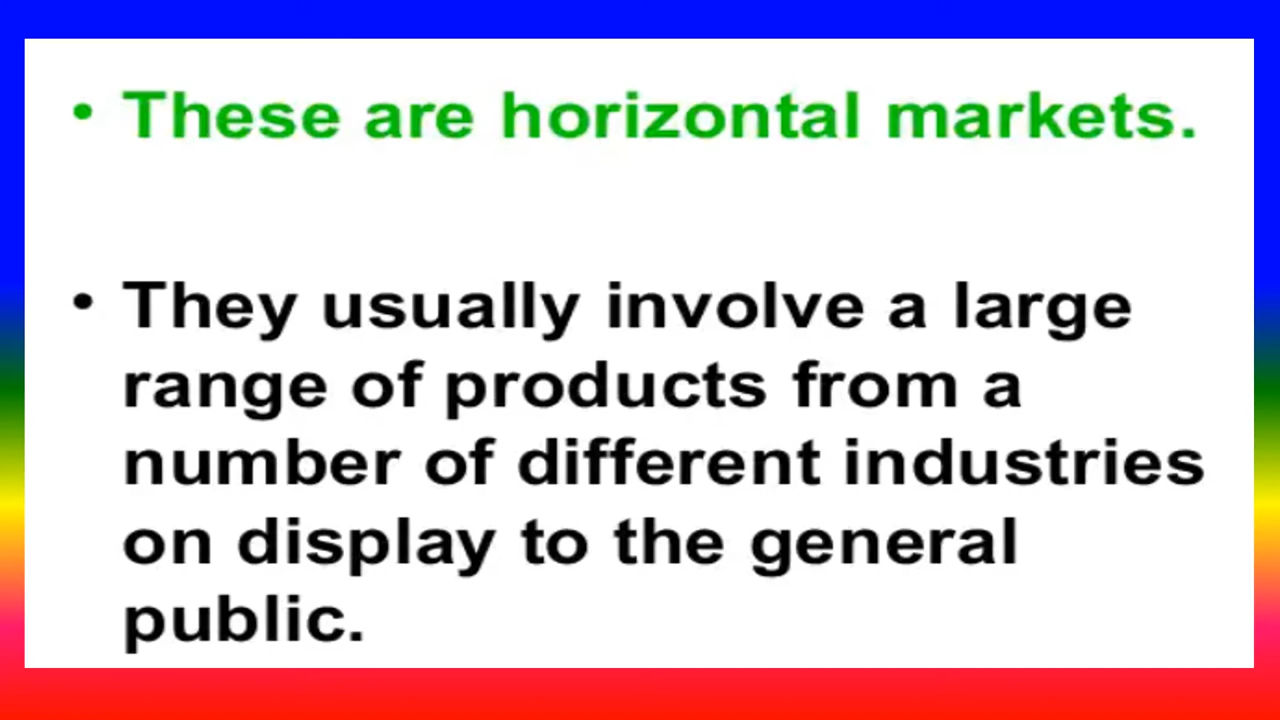 • These are horizontal markets.
• They usually involve a large
range of products from a
number of different industries
on display to the general
public.